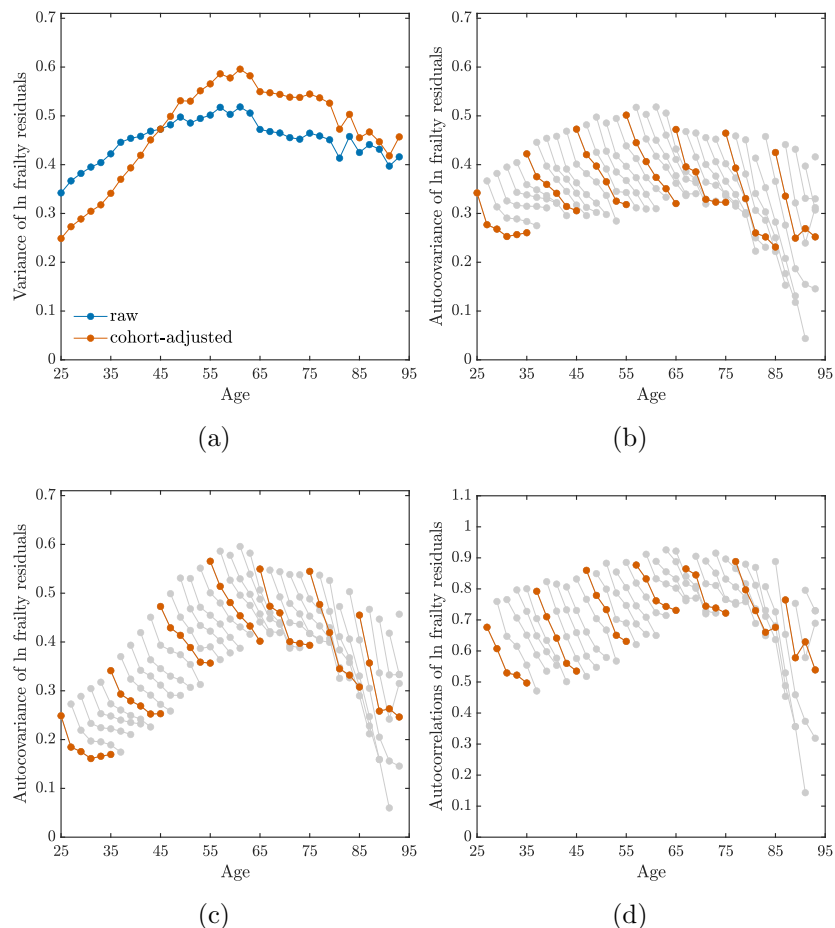 Variance of ln frailty residuals
0.7
0.6
0.5
0.4
0.3
0.2
0.1
0
raw
cohort-adjusted
25 35 45 55 65 75 85 95
Age
(a)
Autocovariance of ln frailty residuals
0.7
0.6
0.5
0.4
0.3
0.2
0.1
0
25 35 45 55 65 75 85 95
Age
(b)
Autocovariance of ln frailty residuals
0.7
0.6
0.5
0.4
0.3
0.2
0.1
0
25 35 45 55 65 75 85 95
Age
(c)
Autocorrelations of ln frailty residuals
1.1
1
0.9
0.8
0.7
0.6
0.5
0.4
0.3
0.2
0.1
0
25 35 45 55 65 75 85 95
Age
(d)